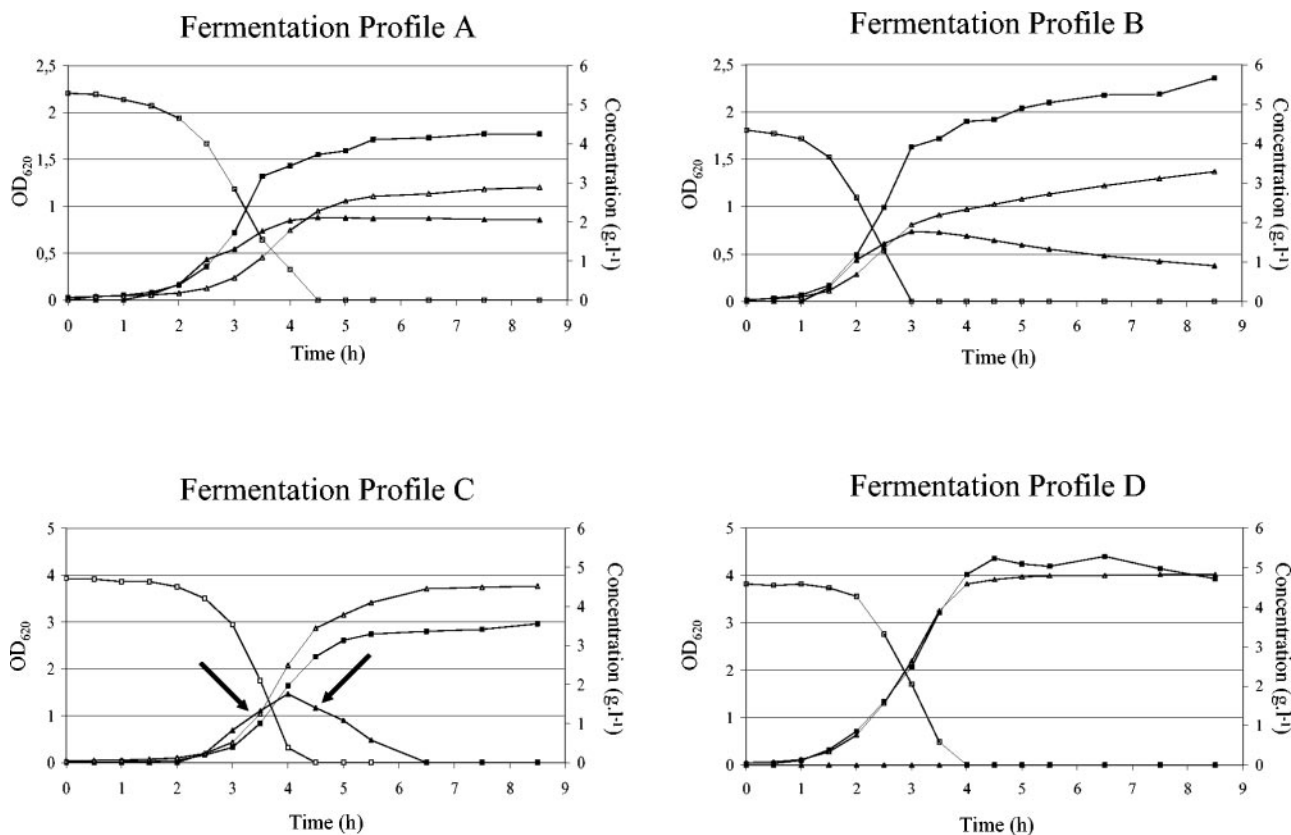 Fermentation Profile A
2,5
2
1,5
1
0,5
0
OD620
6
5
4
3
2
1
0
Concentration (g.l-1)
0 1 2 3 4 5 6 7 8 9
Time (h)
Fermentation Profile B
2,5
2
1,5
1
0,5
0
OD620
6
5
4
3
2
1
0
Concentration (g.l-1)
0 1 2 3 4 5 6 7 8 9
Time (h)
Fermentation Profile C
5
4
3
2
1
0
OD620
6
5
4
3
2
1
0
Concentration (g.l-1)
0 1 2 3 4 5 6 7 8 9
Time (h)
Fermentation Profile D
5
4
3
2
1
0
OD620
6
5
4
3
2
1
0
Concentration (g.l-1)
0 1 2 3 4 5 6 7 8 9
Time (h)